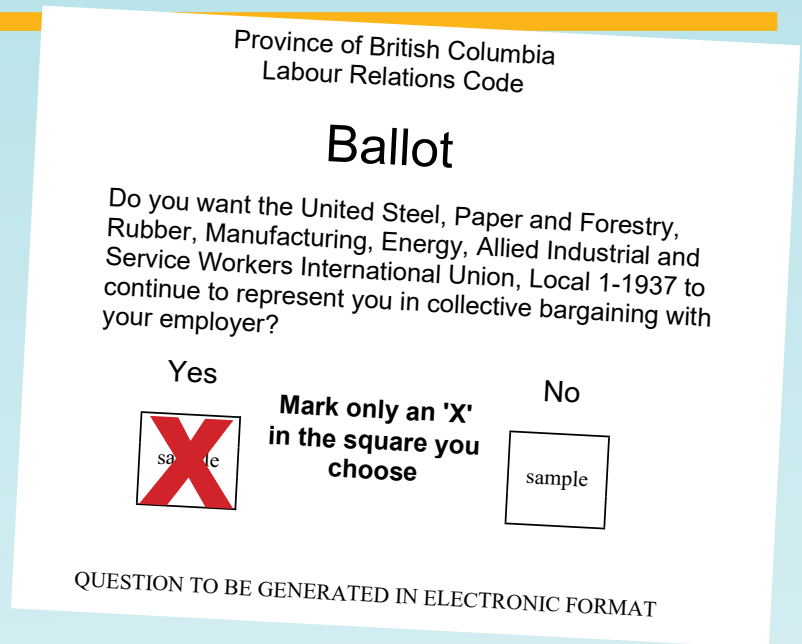 Province of British Columbia
Labour Relations Code
Ballot
Do you want the United Steel, Paper and Forestry,
Rubber, Manufacturing, Energy, Allied Industrial and
Service Workers International Union, Local 1-1937 to
continue to represent you in collective bargaining with
your employer?
Yes
No
Mark only an 'X'
in the square you
choose
X
sample
QUESTION TO BE GENERATED IN ELECTRONIC FORMAT